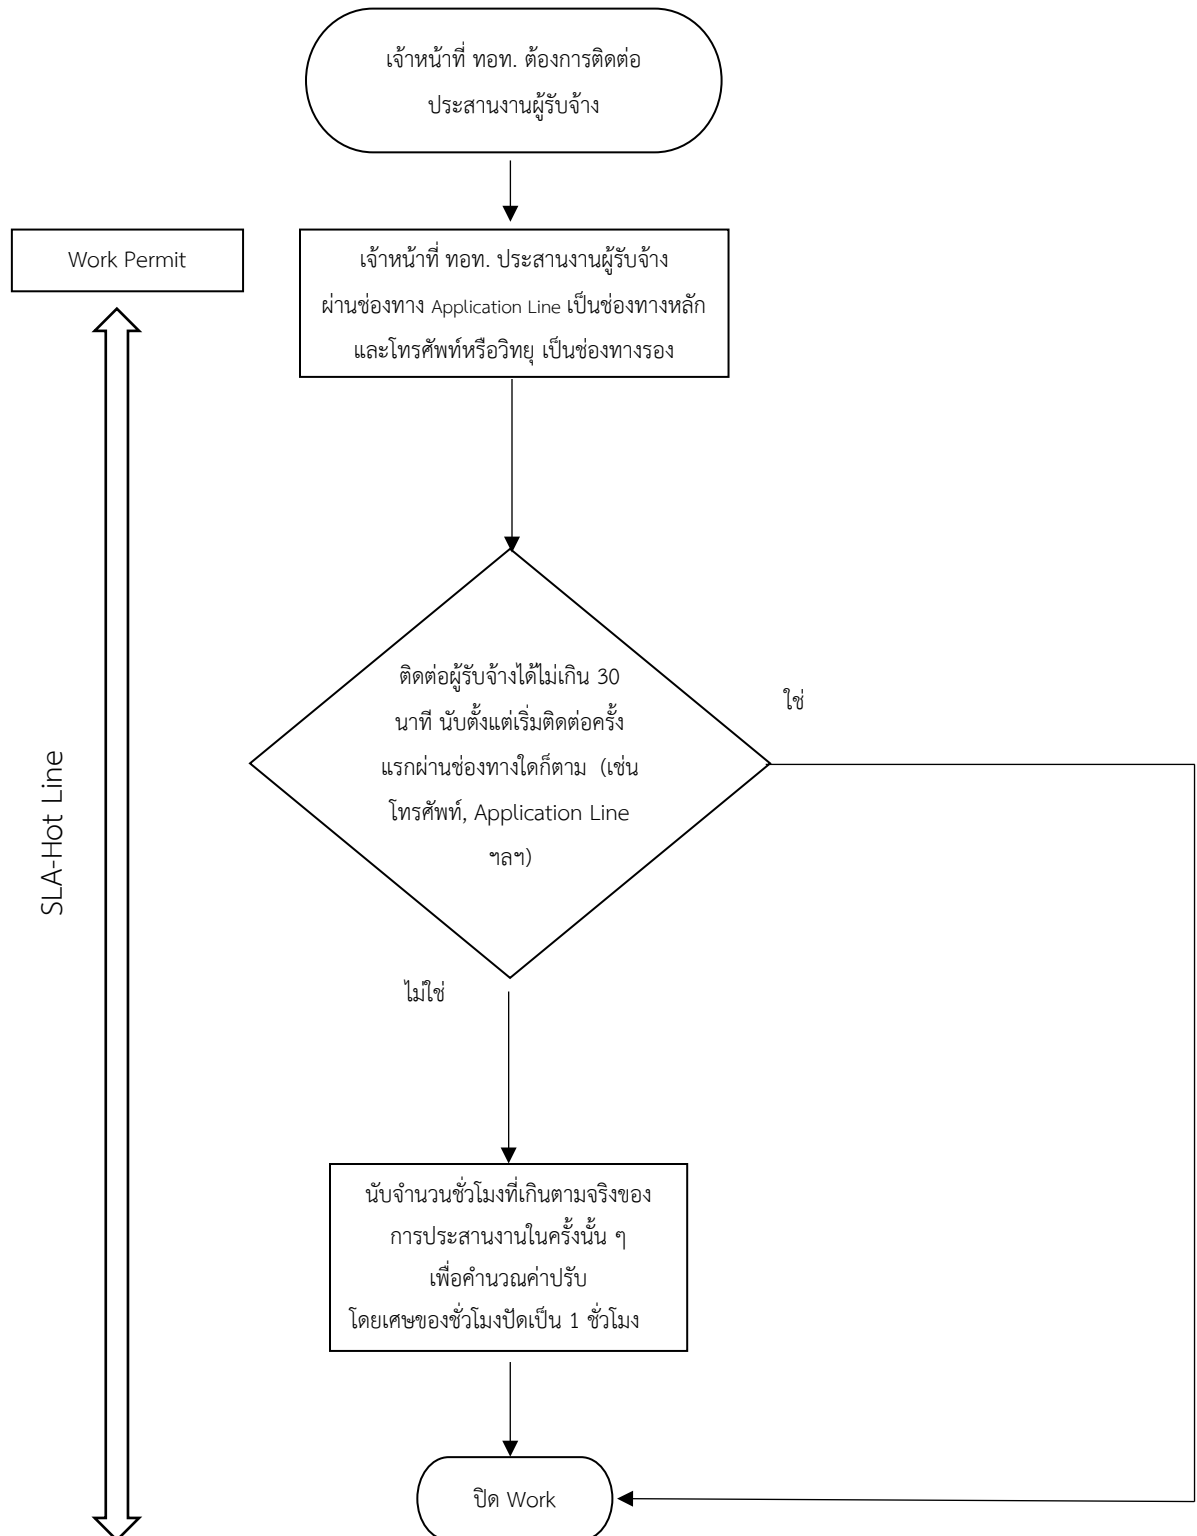 เจ้าหน้าที่ ทอท. ต้องการติดต่อ
ประสานงานผู้รับจ้าง
Work Permit
เจ้าหน้าที่ ทอท. ประสานงานผู้รับจ้าง
ผ่านช่องทาง Application Line เป็นช่องทางหลัก
และโทรศัพท์หรือวิทยุ เป็นช่องทางรอง
SLA-Hot Line
ติดต่อผู้รับจ้างได้ไม่เกิน 30
นาที นับตั้งแต่เริ่มติดต่อครั้ง
แรกผ่านช่องทางใดก็ตาม (เช่น
โทรศัพท์, Application Line
ฯลฯ)
ใช่
ไม่ใช่
นับจำนวนชั่วโมงที่เกินตามจริงของ
การประสานงานในครั้งนั้น ๆ
เพื่อคำนวณค่าปรับ
โดยเศษของชั่วโมงปัดเป็น 1 ชั่วโมง
ปิด Work